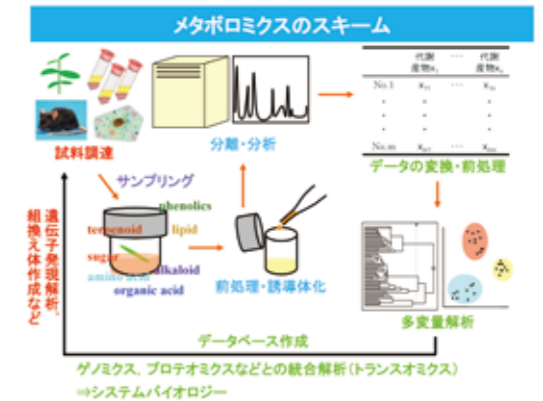 メタボロミクスのスキーム
試料調達
分離・分析
代謝 … 代謝
産物x₁ 産物xₙ
No.1
No.m
データの変換・前処理
サンプリング
phenolics
terpenoid
lipid
sugar
alkaloid
amino acid
organic acid
前処理・誘導体化
多変量解析
遺伝子発現解析,
組換え体作成など
データベース作成
ゲノミクス, プロテオミクスなどとの統合解析(トランスオミクス)
⇒システムバイオロジー